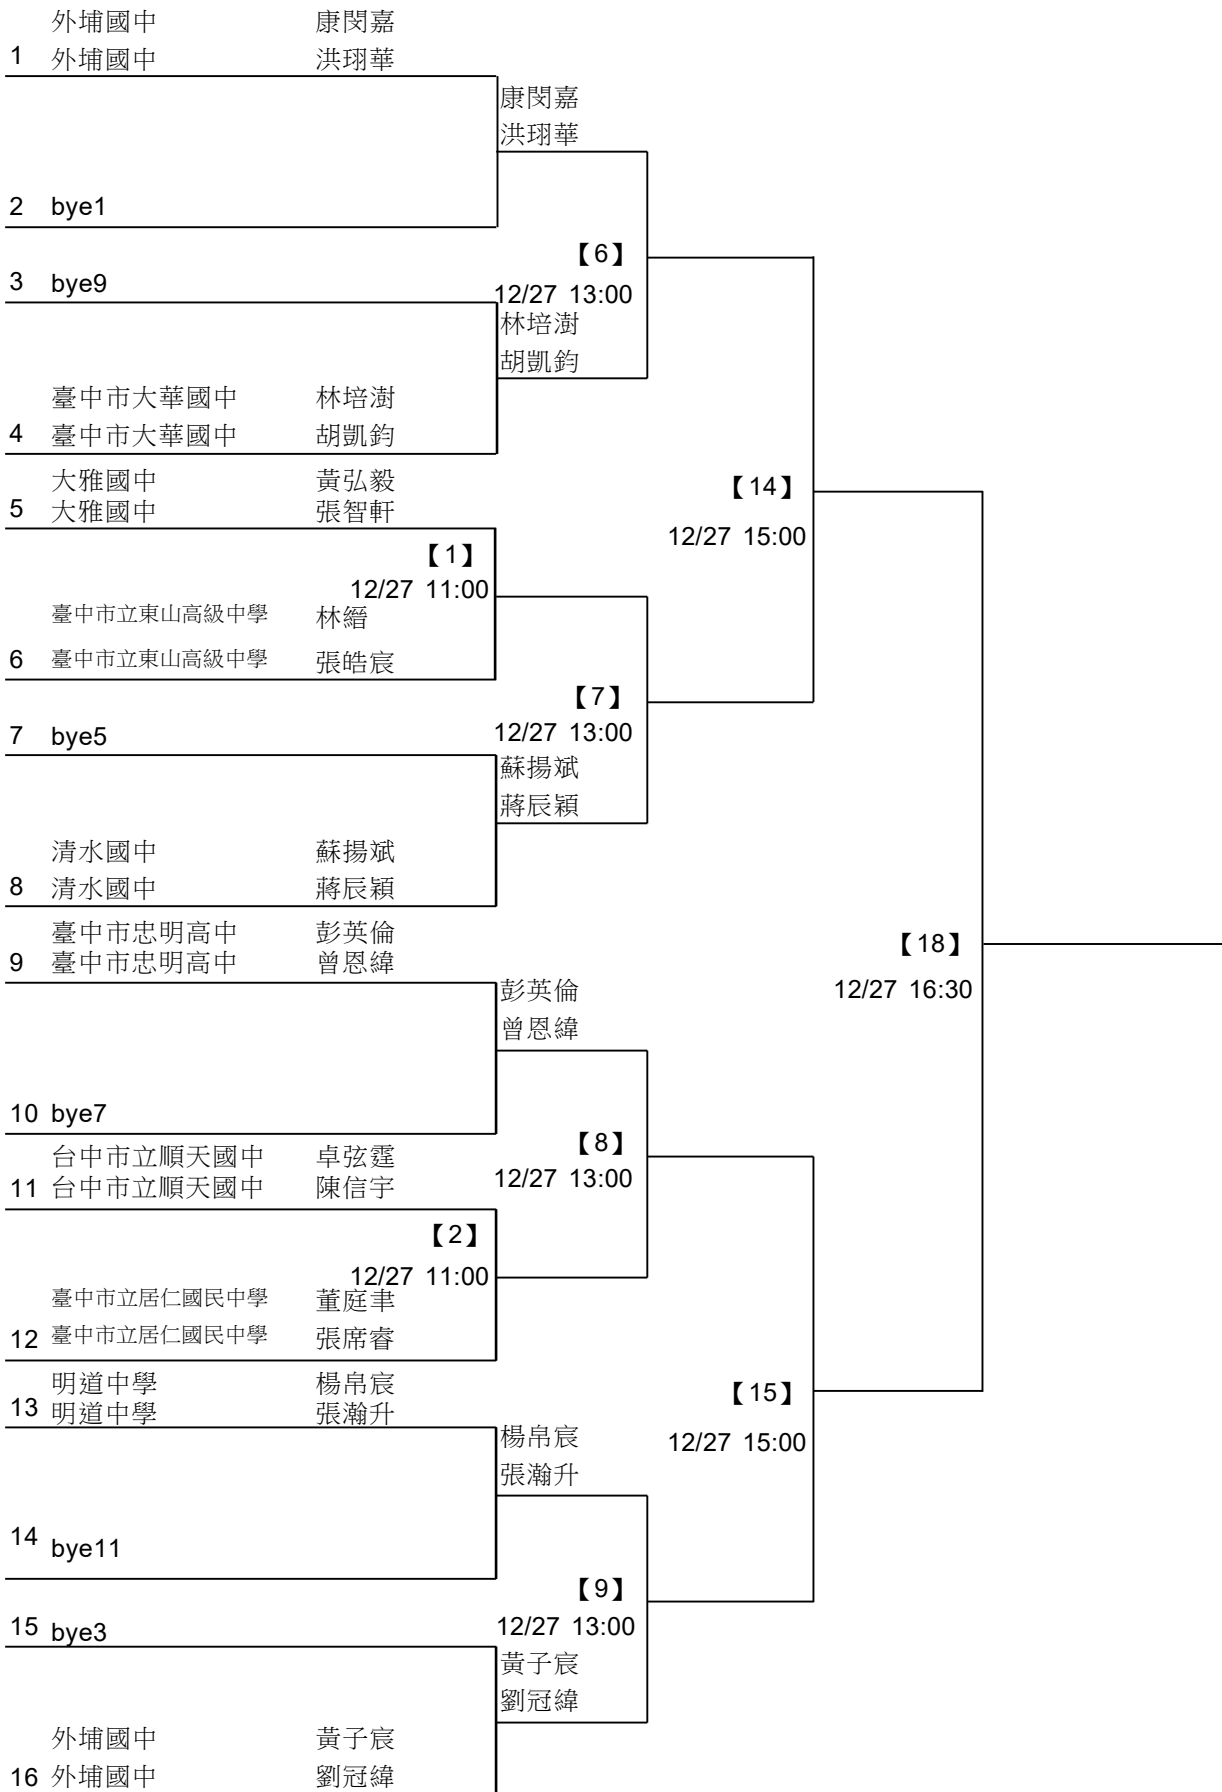 外埔國中 康閔嘉
1 外埔國中 洪珝華
康閔嘉
洪珝華
2 bye1
【6】
3 bye9
12/27 13:00
林培澍
胡凱鈞
臺中市大華國中 林培澍
4 臺中市大華國中 胡凱鈞
大雅國中 黃弘毅
【14】
5 大雅國中 張智軒
12/27 15:00
【1】
12/27 11:00
臺中市立東山高級中學 林縉
6 臺中市立東山高級中學 張皓宸
【7】
7 bye5
12/27 13:00
蘇揚斌
蔣辰穎
清水國中 蘇揚斌
8 清水國中 蔣辰穎
臺中市忠明高中 彭英倫
【18】
9 臺中市忠明高中 曾恩緯
12/27 16:30
彭英倫
曾恩緯
10 bye7
【8】
台中市立順天國中 卓弦霆
12/27 13:00
11 台中市立順天國中 陳信宇
【2】
12/27 11:00
臺中市立居仁國民中學 董庭聿
12 臺中市立居仁國民中學 張席睿
明道中學 楊帛宸
【15】
13 明道中學 張瀚升
楊帛宸
12/27 15:00
張瀚升
14 bye11
【9】
15 bye3
12/27 13:00
黃子宸
劉冠緯
外埔國中 黃子宸
16 外埔國中 劉冠緯